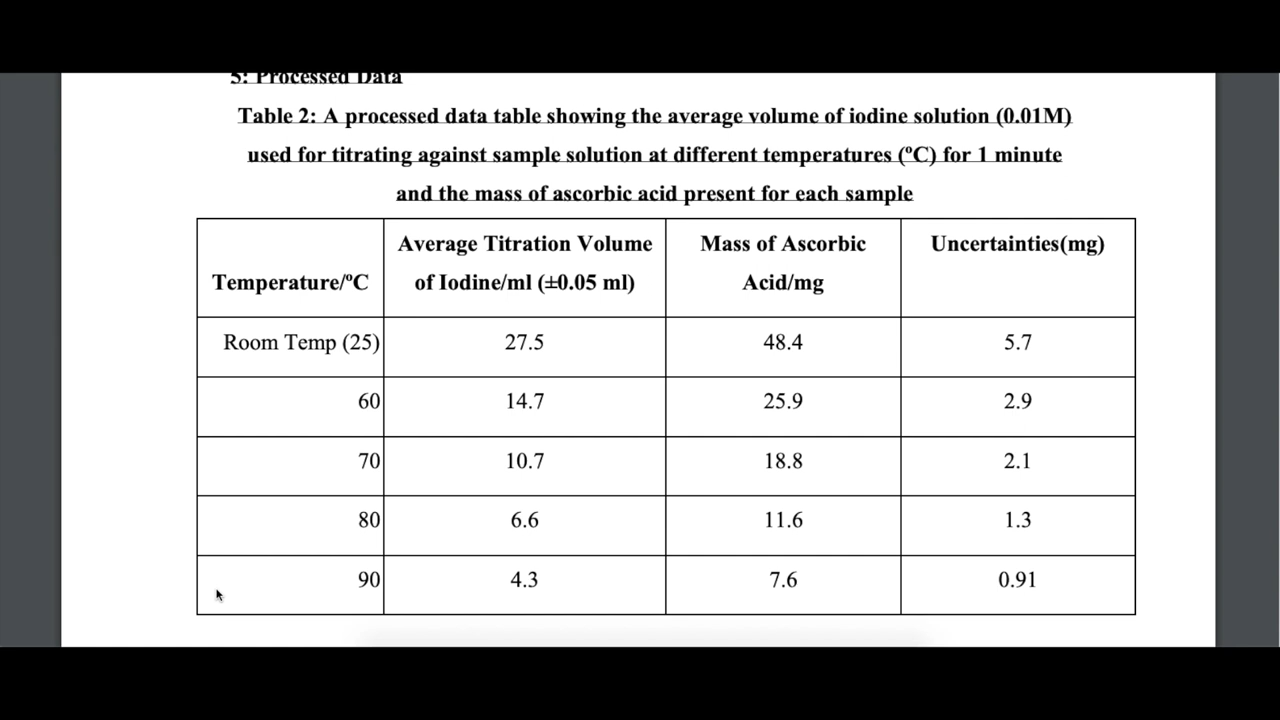 5: Processed Data
Table 2: A processed data table showing the average volume of iodine solution (0.01M)
used for titrating against sample solution at different temperatures (ºC) for 1 minute
and the mass of ascorbic acid present for each sample
Temperature/ºC
Average Titration Volume
of Iodine/ml (±0.05 ml)
Mass of Ascorbic
Acid/mg
Uncertainties(mg)
Room Temp (25) 27.5 48.4 5.7
60 14.7 25.9 2.9
70 10.7 18.8 2.1
80 6.6 11.6 1.3
90 4.3 7.6 0.91